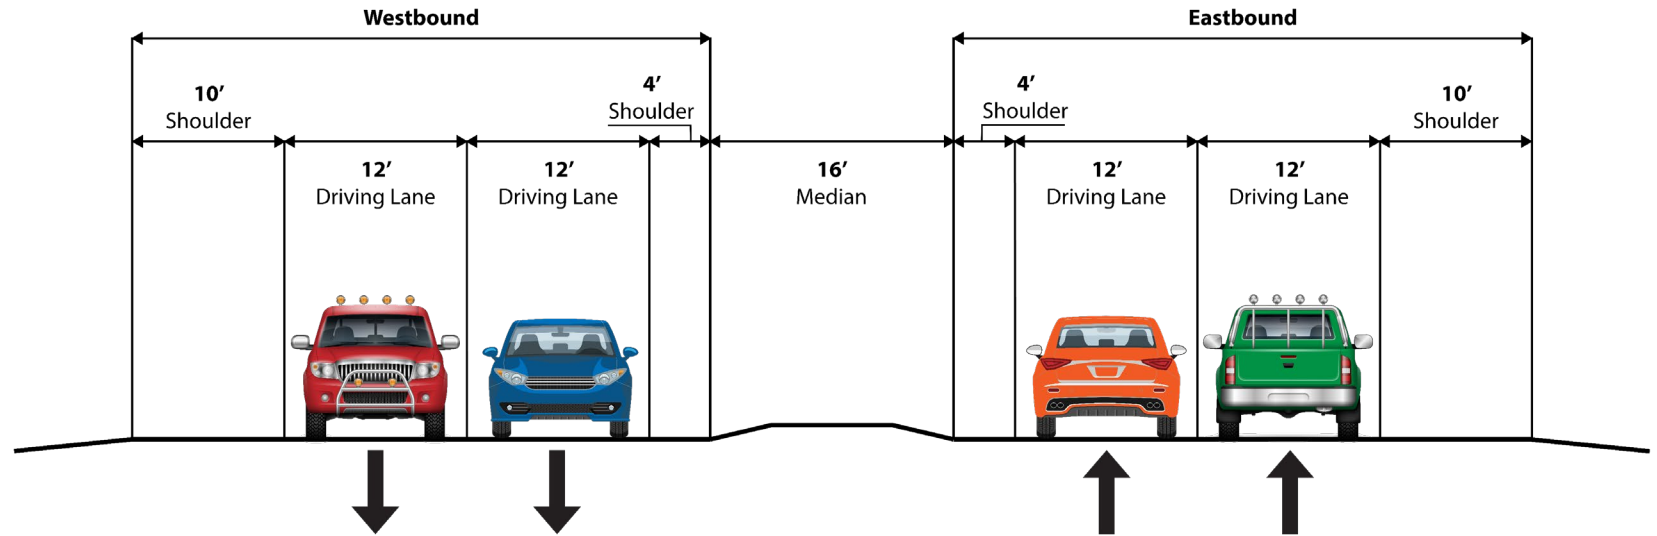 Westbound
Eastbound
10’
Shoulder
4’
Shoulder
4’
Shoulder
10’
Shoulder
12’
Driving Lane
12’
Driving Lane
16’
Median
12’
Driving Lane
12’
Driving Lane